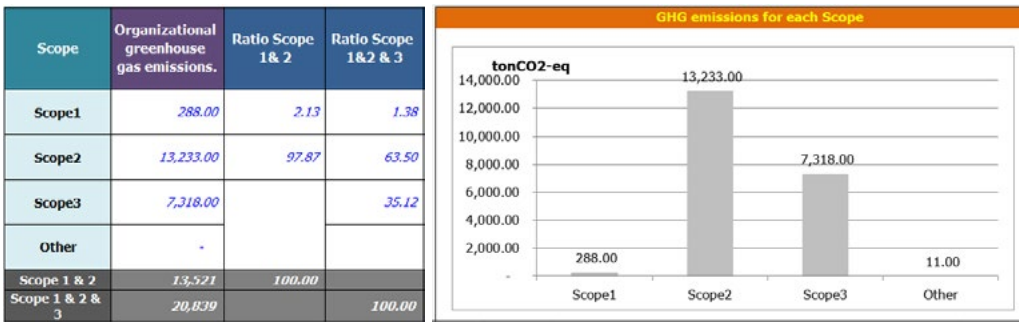 Scope
Organizational
greenhouse
gas emissions.
Ratio Scope
1& 2
Ratio Scope
1&2 & 3
Scope1 288.00 2.13 1.38
Scope2 13,233.00 97.87 63.50
Scope3 7,318.00 35.12
Other -
Scope 1 & 2 13,521 100.00
Scope 1 & 2 &
3
20,839 100.00
GHG emissions for each Scope
tonCO2-eq
14,000.00
12,000.00
10,000.00
8,000.00
6,000.00
4,000.00
2,000.00
-
288.00
13,233.00
7,318.00
11.00
Scope1 Scope2 Scope3 Other